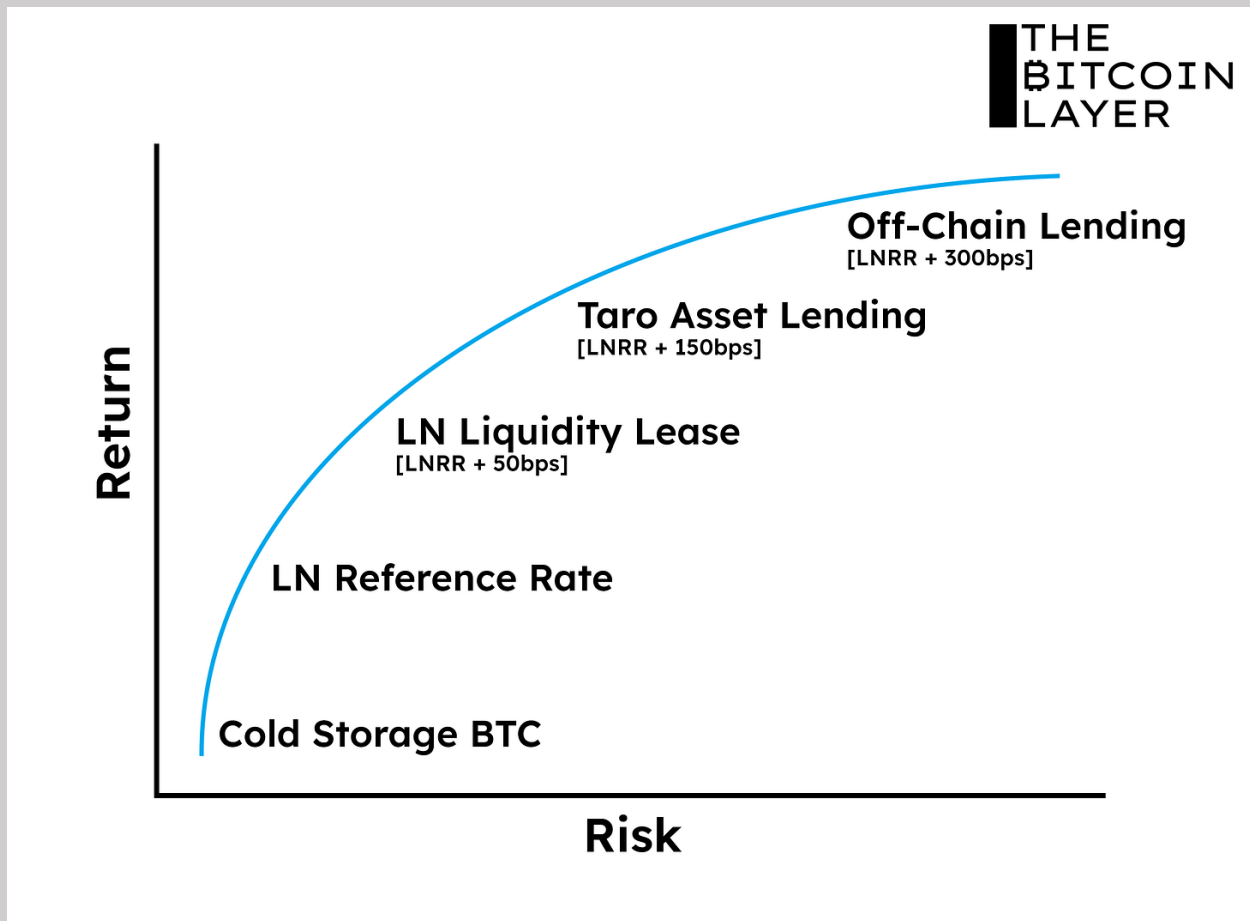 THE
BITCOIN
LAYER
Off-Chain Lending
[LNRR + 300bps]
Taro Asset Lending
[LNRR + 150bps]
Return
LN Liquidity Lease
[LNRR + 50bps]
LN Reference Rate
Cold Storage BTC
Risk